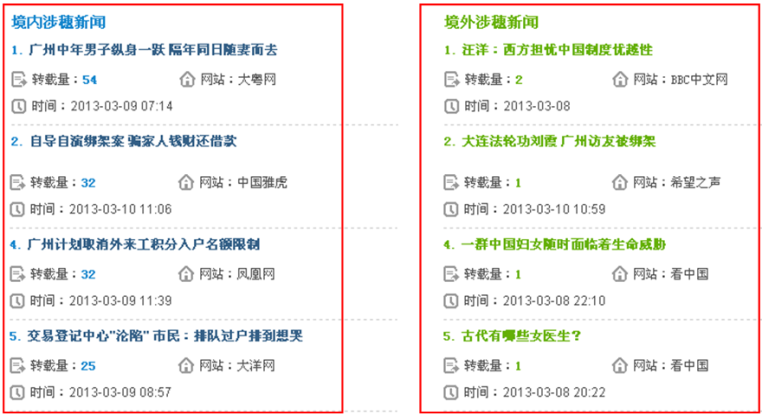 境内涉穗新闻
1. 广州中年男子纵身一跃 隔年同日随妻而去
转载量：54 网站：大粤网
时间：2013-03-09 07:14
2. 自导自演绑架案 骗家人钱财还借款
转载量：32 网站：中国雅虎
时间：2013-03-10 11:06
4. 广州计划取消外来工积分入户名额限制
转载量：32 网站：凤凰网
时间：2013-03-09 11:39
5. 交易登记中心"沦陷" 市民：排队过户排到想哭
转载量：25 网站：大洋网
时间：2013-03-09 08:57
境外涉穗新闻
1. 汪洋：西方担忧中国制度优越性
转载量：2 网站：BBC中文网
时间：2013-03-08
2. 大连法轮功刘霞 广州访友被绑架
转载量：1 网站：希望之声
时间：2013-03-10 10:59
4. 一群中国妇女随时面临着生命威胁
转载量：1 网站：看中国
时间：2013-03-08 22:10
5. 古代有哪些女医生？
转载量：1 网站：看中国
时间：2013-03-08 20:22